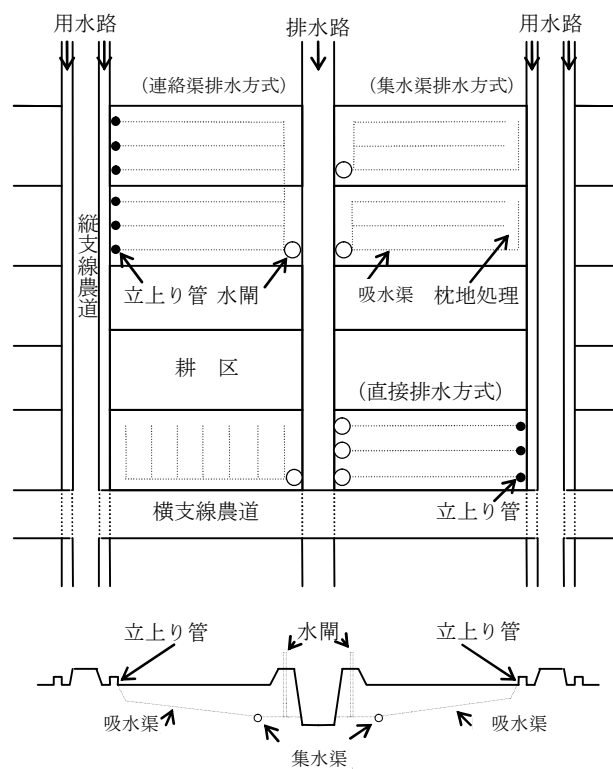 用水路
排水路
用水路
(連絡渠排水方式)
(集水渠排水方式)
縦支線農道
立上り管
水閘
吸水渠
枕地処理
耕 区
(直接排水方式)
横支線農道
立上り管
立上り管
水閘
立上り管
吸水渠
集水渠
吸水渠